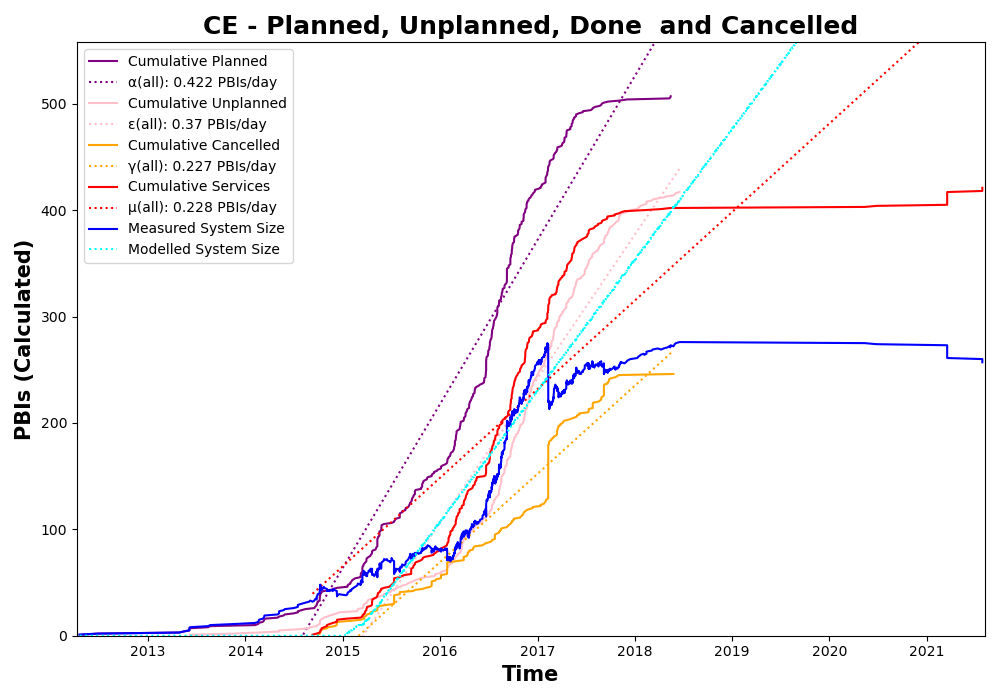 CE - Planned, Unplanned, Done  and Cancelled
Cumulative Planned
α(all): 0.422 PBIs/day
Cumulative Unplanned
ε(all): 0.37 PBIs/day
Cumulative Cancelled
γ(all): 0.227 PBIs/day
Cumulative Services
μ(all): 0.228 PBIs/day
Measured System Size
Modelled System Size
PBIs (Calculated)
500
400
300
200
100
0
2013 2014 2015 2016 2017 2018 2019 2020 2021
Time